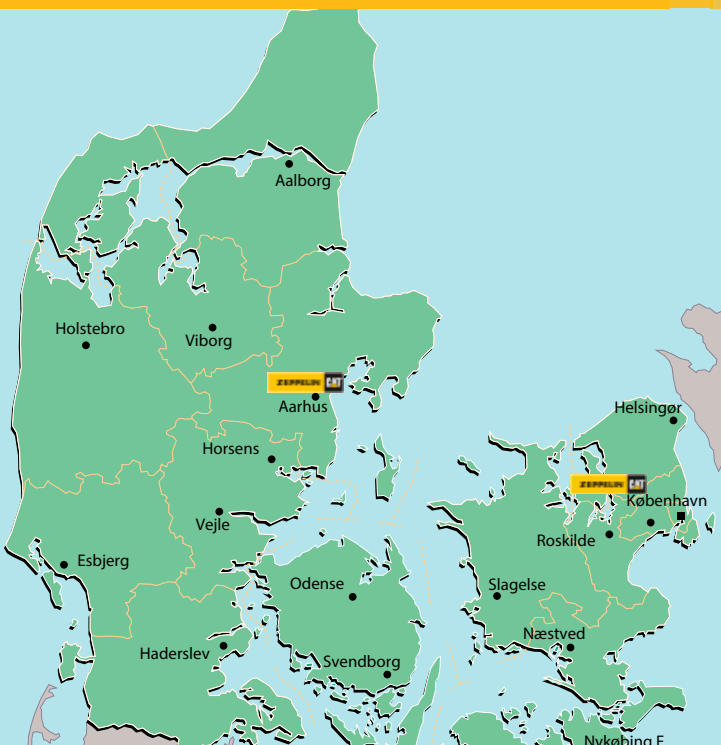 Aalborg
Holstebro
Viborg
ZEPPELIN CAT
Aarhus
Helsingør
Horsens
ZEPPELIN CAT
København
Vejle
Roskilde
Esbjerg
Odense
Slagelse
Næstved
Haderslev
Svendborg
Nykøbing F